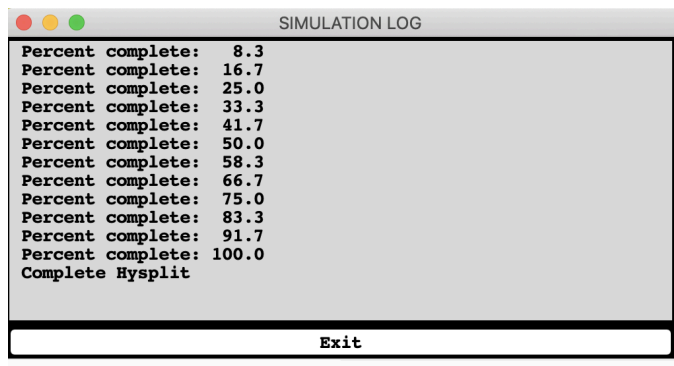 SIMULATION LOG
Percent complete:   8.3
Percent complete:  16.7
Percent complete:  25.0
Percent complete:  33.3
Percent complete:  41.7
Percent complete:  50.0
Percent complete:  58.3
Percent complete:  66.7
Percent complete:  75.0
Percent complete:  83.3
Percent complete:  91.7
Percent complete: 100.0
Complete Hysplit
Exit